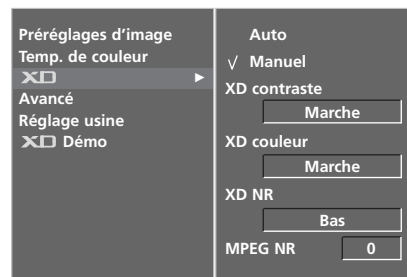 Préréglages d'image
Temp. de couleur
XD
Avancé
Réglage usine
XD Démo
Auto
√ Manuel
XD contraste
Marche
XD couleur
Marche
XD NR
Bas
MPEG NR 0